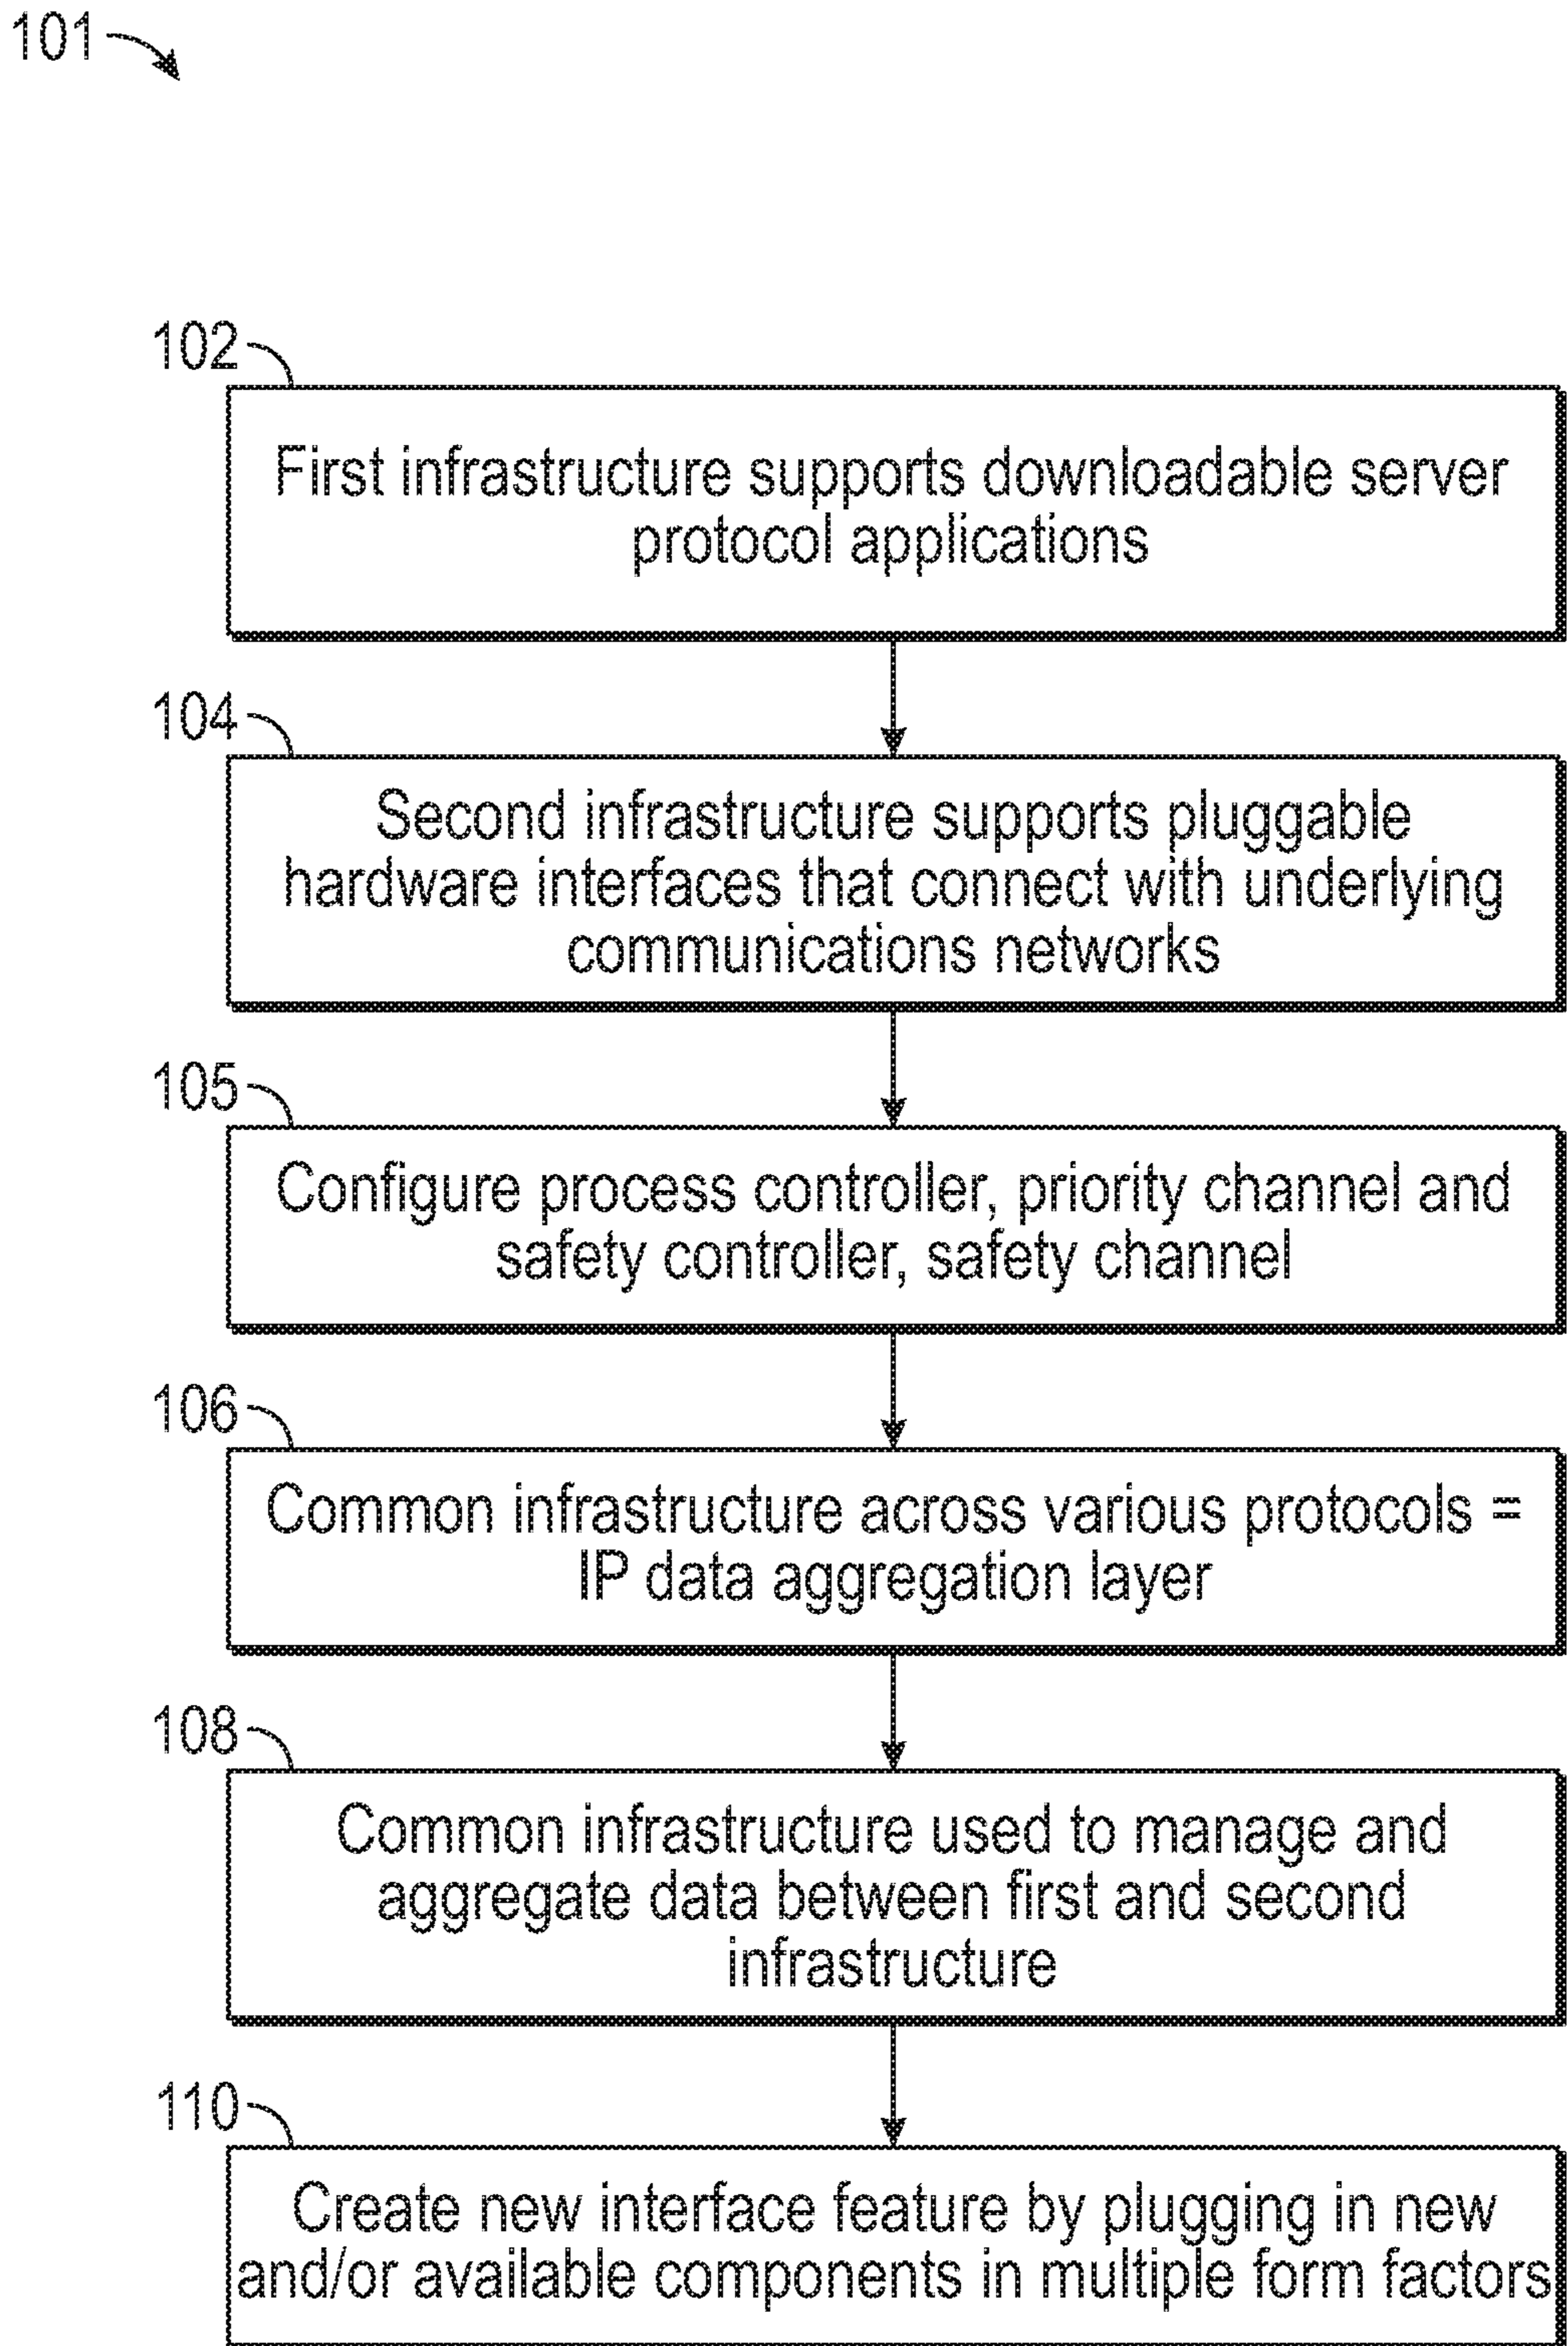 101
102
First infrastructure supports downloadable server
protocol applications
104
Second infrastructure supports pluggable
hardware interfaces that connect with underlying
communications networks
105
Configure process controller, priority channel and
safety controller, safety channel
106
Common infrastructure across various protocols =
IP data aggregation layer
108
Common infrastructure used to manage and
aggregate data between first and second
infrastructure
110
Create new interface feature by plugging in new
and/or available components in multiple form factors